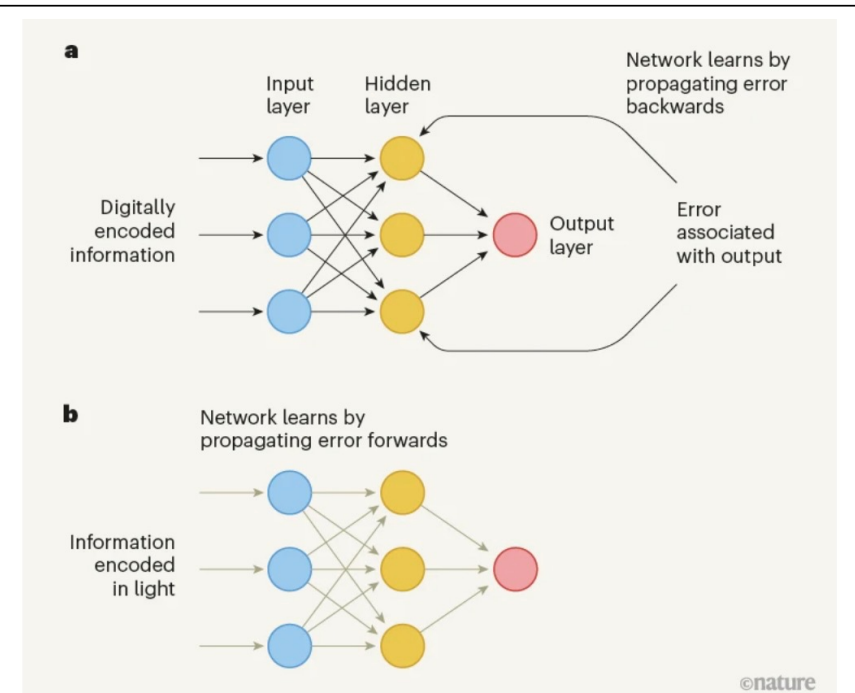 a
Network learns by
propagating error
backwards
Input
layer
Hidden
layer
Digitally
encoded
information
Output
layer
Error
associated
with output
b
Network learns by
propagating error forwards
Information
encoded
in light
©nature